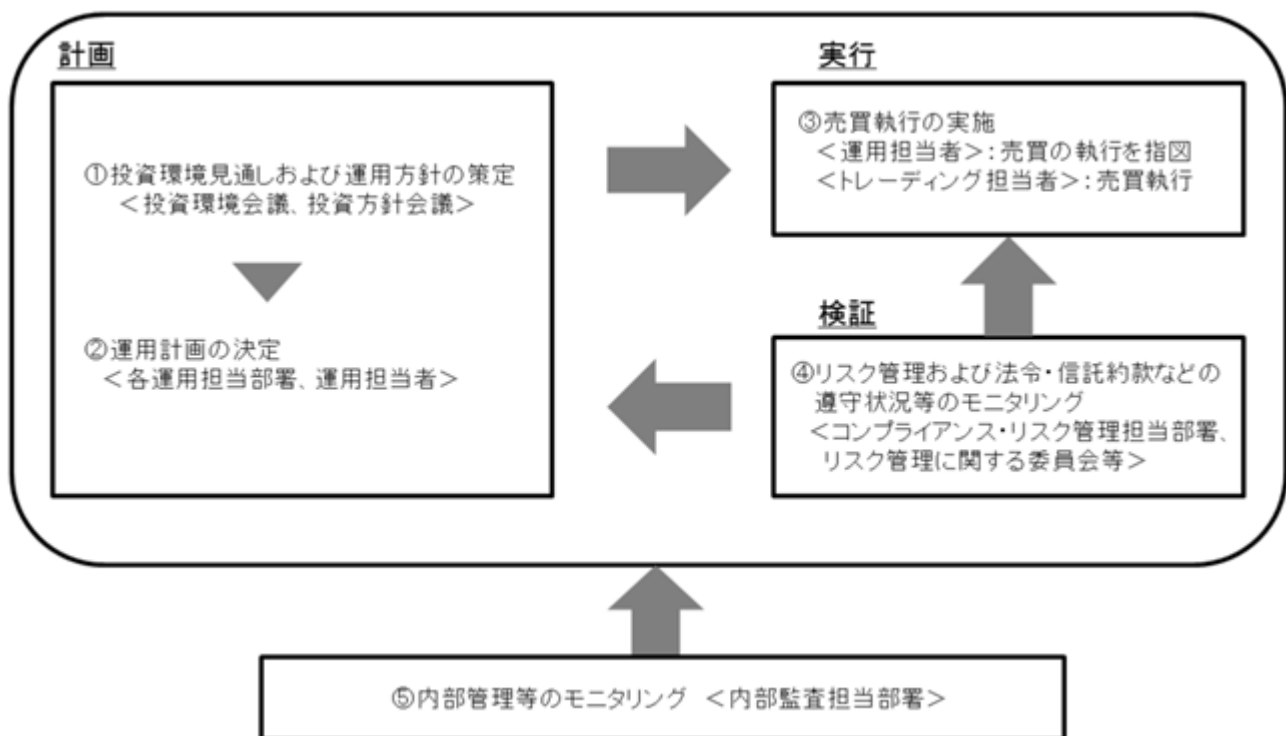 計画
①投資環境見通しおよび運用方針の策定
＜投資環境会議、投資方針会議＞
②運用計画の決定
＜各運用担当部署、運用担当者＞
実行
③売買執行の実施
＜運用担当者＞：売買の執行を指図
＜トレーディング担当者＞：売買執行
検証
④リスク管理および法令・信託約款などの
遵守状況等のモニタリング
＜コンプライアンス・リスク管理担当部署、
リスク管理に関する委員会等＞
⑤内部管理等のモニタリング ＜内部監査担当部署＞